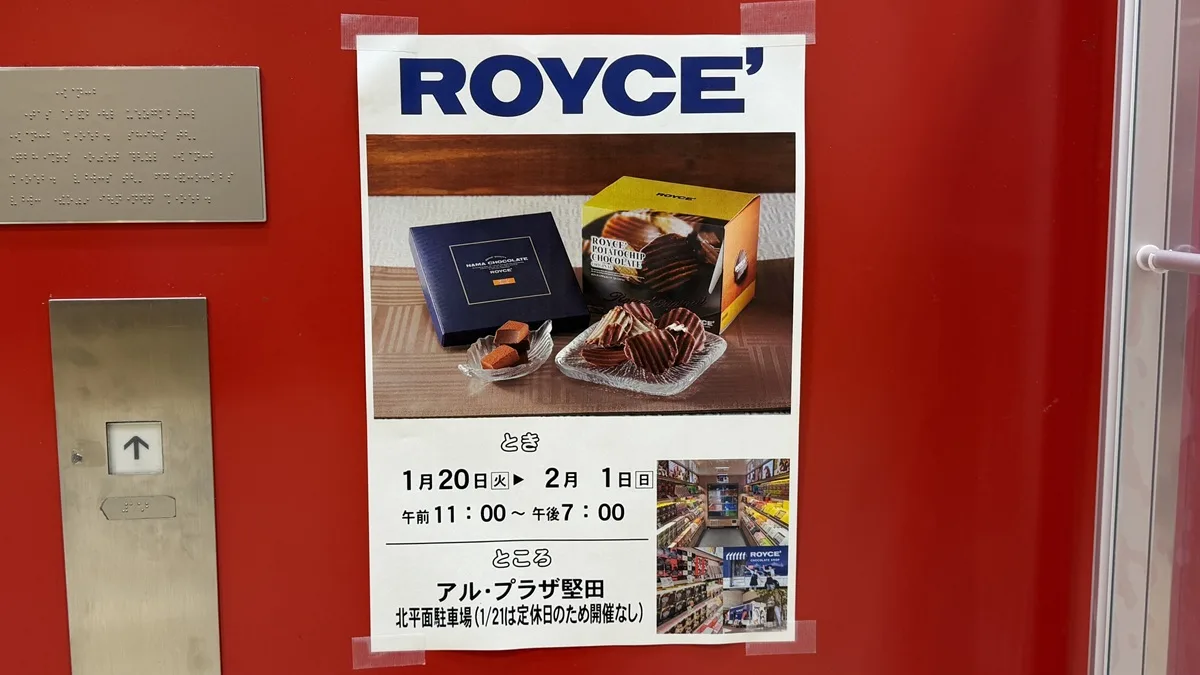 ROYCE'
ROYCE'
NAMA CHOCOLATE
ROYCE'
ROYCE'
POTATOCHIP
CHOCOLATE
とき
1月20日火▶ 2月 1日日
午前11：00～午後7：00
ところ
アル・プラザ堅田
北平面駐車場（1/21は定休日のため開催なし）
ROYCE'